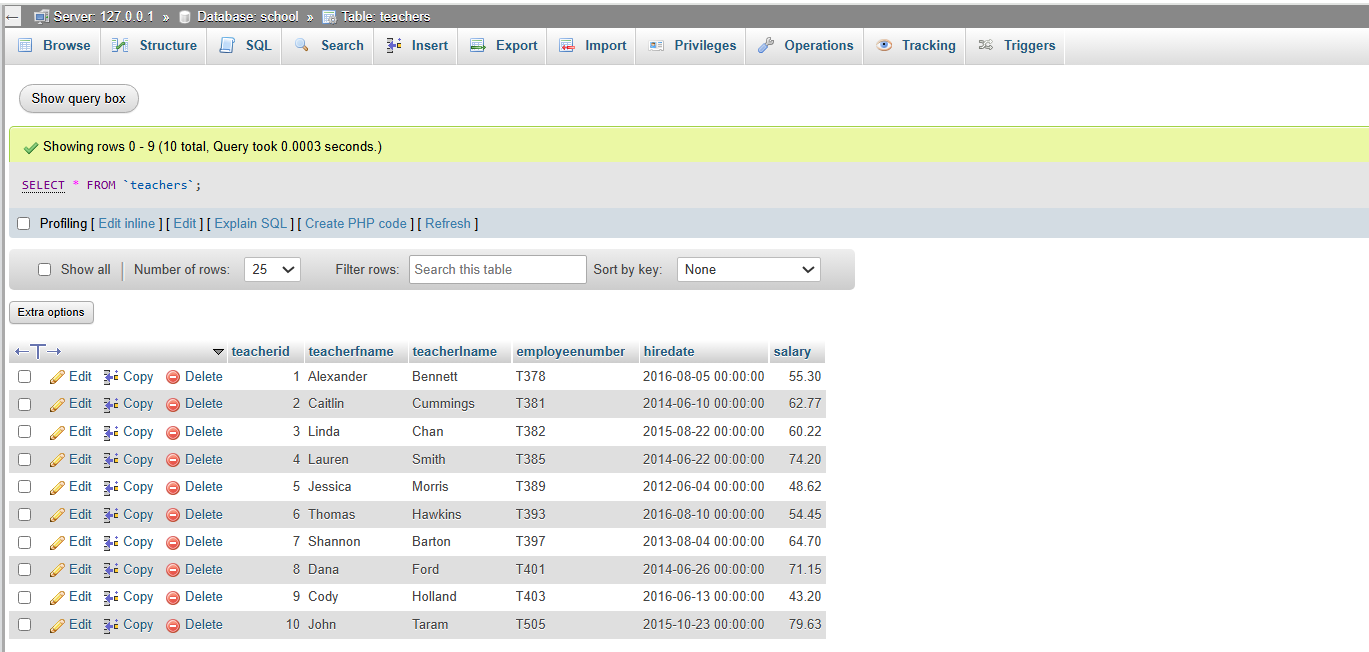 Server: 127.0.0.1 » Database: school » Table: teachers
Browse Structure SQL Search Insert Export Import Privileges Operations Tracking Triggers
Show query box
Showing rows 0 - 9 (10 total, Query took 0.0003 seconds.)
SELECT * FROM `teachers`;
Profiling [ Edit inline ] [ Edit ] [ Explain SQL ] [ Create PHP code ] [ Refresh ]
Show all Number of rows: 25 Filter rows: Search this table Sort by key: None
Extra options
←T→ teacherid teacherfname teacherlname employeenumber hiredate salary
Edit Copy Delete 1 Alexander Bennett T378 2016-08-05 00:00:00 55.30
Edit Copy Delete 2 Caitlin Cummings T381 2014-06-10 00:00:00 62.77
Edit Copy Delete 3 Linda Chan T382 2015-08-22 00:00:00 60.22
Edit Copy Delete 4 Lauren Smith T385 2014-06-22 00:00:00 74.20
Edit Copy Delete 5 Jessica Morris T389 2012-06-04 00:00:00 48.62
Edit Copy Delete 6 Thomas Hawkins T393 2016-08-10 00:00:00 54.45
Edit Copy Delete 7 Shannon Barton T397 2013-08-04 00:00:00 64.70
Edit Copy Delete 8 Dana Ford T401 2014-06-26 00:00:00 71.15
Edit Copy Delete 9 Cody Holland T403 2016-06-13 00:00:00 43.20
Edit Copy Delete 10 John Taram T505 2015-10-23 00:00:00 79.63